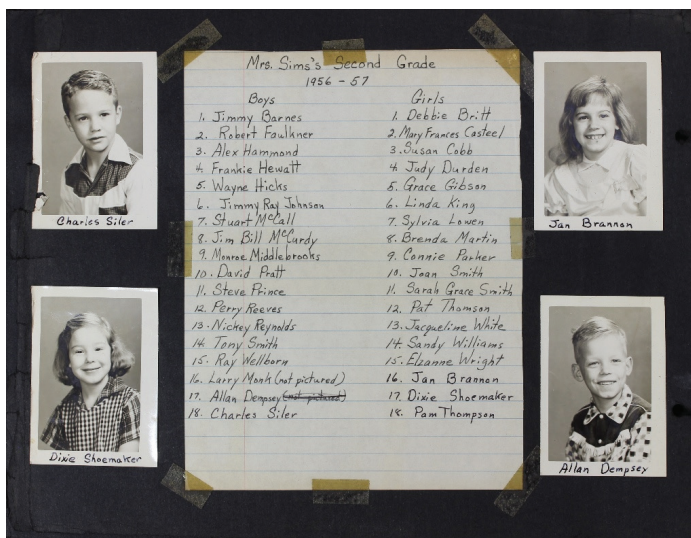 Mrs. Sims's Second Grade
1956 - 57
Boys
1. Jimmy Barnes
2. Robert Faulkner
3. Alex Hammond
4. Frankie Hewatt
5. Wayne Hicks
6. Jimmy Ray Johnson
7. Stuart McCall
8. Jim Bill McCurdy
9. Monroe Middlebrooks
10. David Pratt
11. Steve Prince
12. Perry Reeves
13. Nickey Reynolds
14. Tony Smith
15. Ray Wellborn
16. Larry Monk (not pictured)
17. Allan Dempsey (not pictured)
18. Charles Siler
Girls
1. Debbie Britt
2. Mary Frances Casteel
3. Susan Cobb
4. Judy Durden
5. Grace Gibson
6. Linda King
7. Sylvia Lowen
8. Brenda Martin
9. Connie Parker
10. Joan Smith
11. Sarah Grace Smith
12. Pat Thomson
13. Jacqueline White
14. Sandy Williams
15. Elzanne Wright
16. Jan Brannon
17. Dixie Shoemaker
18. Pam Thompson
Charles Siler
Jan Brannon
Dixie Shoemaker
Allan Dempsey